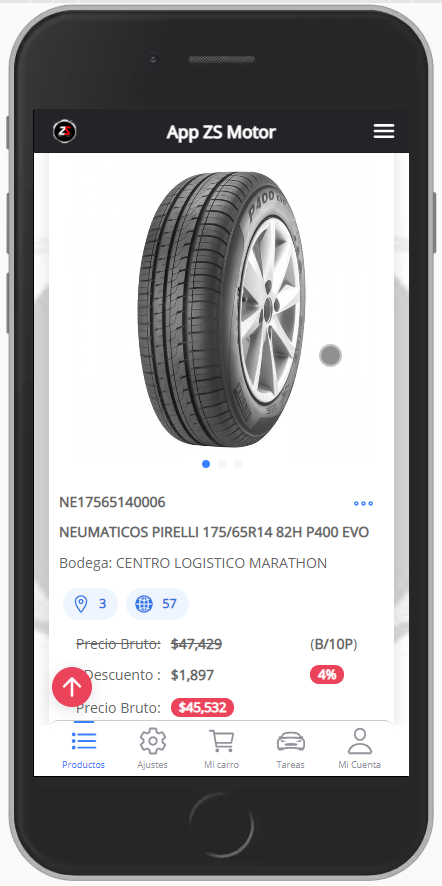 ZS
App ZS Motor
P400 EVO
NE17565140006
NEUMATICOS PIRELLI 175/65R14 82H P400 EVO
Bodega: CENTRO LOGISTICO MARATHON
3 57
Precio Bruto: $47,429 (B/10P)
Descuento : $1,897 4%
Precio Bruto: $45,532
Productos Ajustes Mi carro Tareas Mi Cuenta